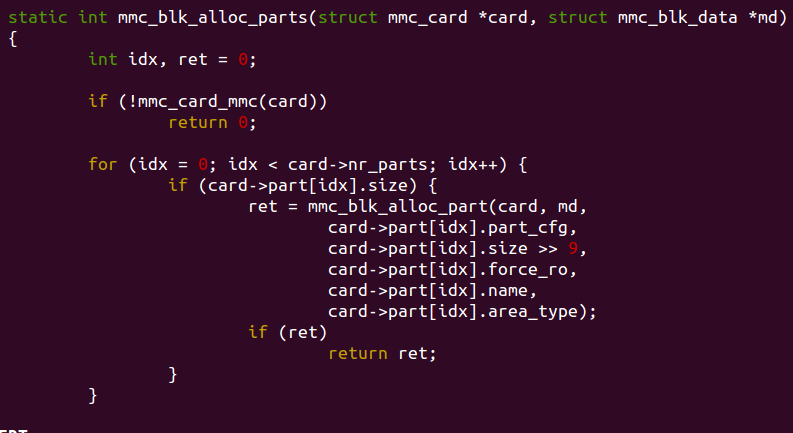 static int mmc_blk_alloc_parts(struct mmc_card *card, struct mmc_blk_data *md)
{
        int idx, ret = 0;

        if (!mmc_card_mmc(card))
                return 0;

        for (idx = 0; idx < card->nr_parts; idx++) {
                if (card->part[idx].size) {
                        ret = mmc_blk_alloc_part(card, md,
                                card->part[idx].part_cfg,
                                card->part[idx].size >> 9,
                                card->part[idx].force_ro,
                                card->part[idx].name,
                                card->part[idx].area_type);
                        if (ret)
                                return ret;
                }
        }